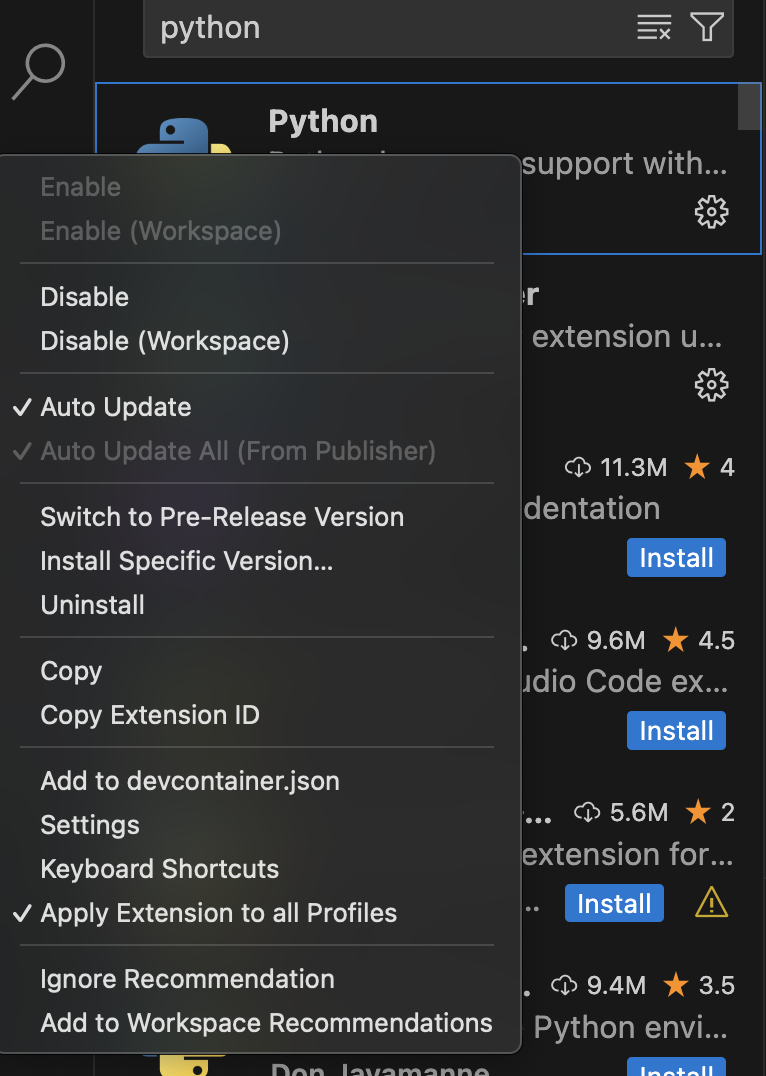 python
Python
support with...
Enable
Enable (Workspace)
Disable
Disable (Workspace)
Auto Update
Auto Update All (From Publisher)
Switch to Pre-Release Version
Install Specific Version...
Uninstall
Copy
Copy Extension ID
Add to devcontainer.json
Settings
Keyboard Shortcuts
Apply Extension to all Profiles
Ignore Recommendation
Add to Workspace Recommendations
extension u...
11.3M 4
dentation
Install
9.6M 4.5
udio Code ex...
Install
... 5.6M 2
extension for...
Install
9.4M 3.5
Python envi...
Don Jayamanne
Install